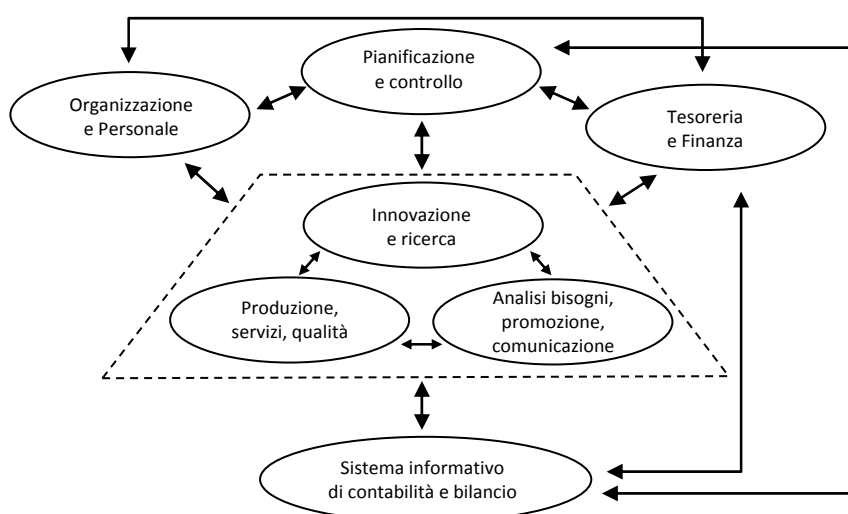 Pianificazione
e controllo
Organizzazione
e Personale
Tesoreria
e Finanza
Innovazione
e ricerca
Produzione,
servizi, qualità
Analisi bisogni,
promozione,
comunicazione
Sistema informativo
di contabilità e bilancio